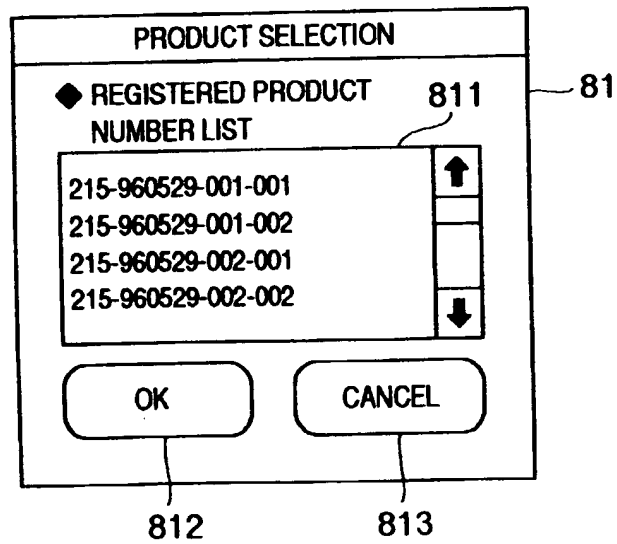 PRODUCT SELECTION
◆ REGISTERED PRODUCT
NUMBER LIST
811
81
215-960529-001-001
215-960529-001-002
215-960529-002-001
215-960529-002-002
OK
CANCEL
812
813